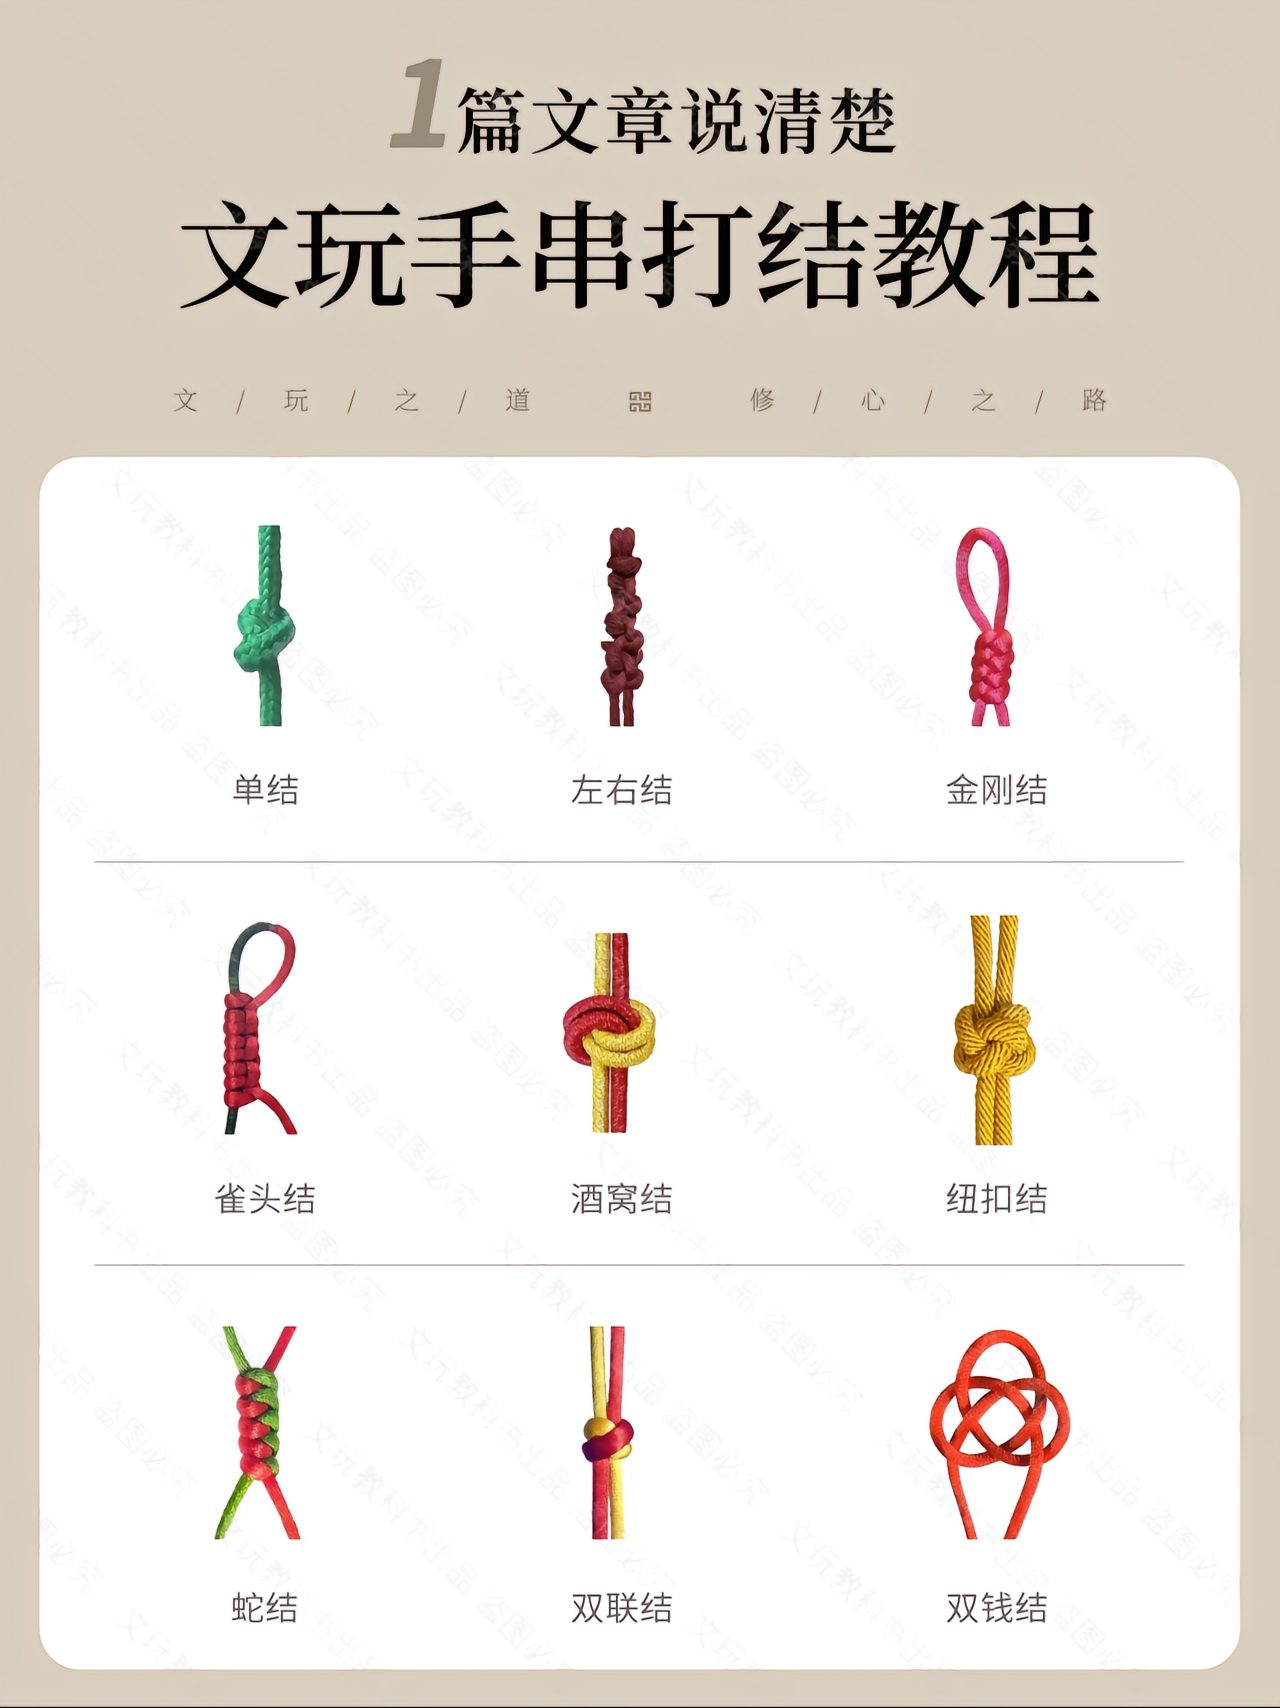 1篇文章说清楚
文玩手串打结教程
文/玩/之/道 修/心/之/路
单结 左右结 金刚结
雀头结 酒窝结 纽扣结
蛇结 双联结 双钱结
文玩教科书出品 盗图必究